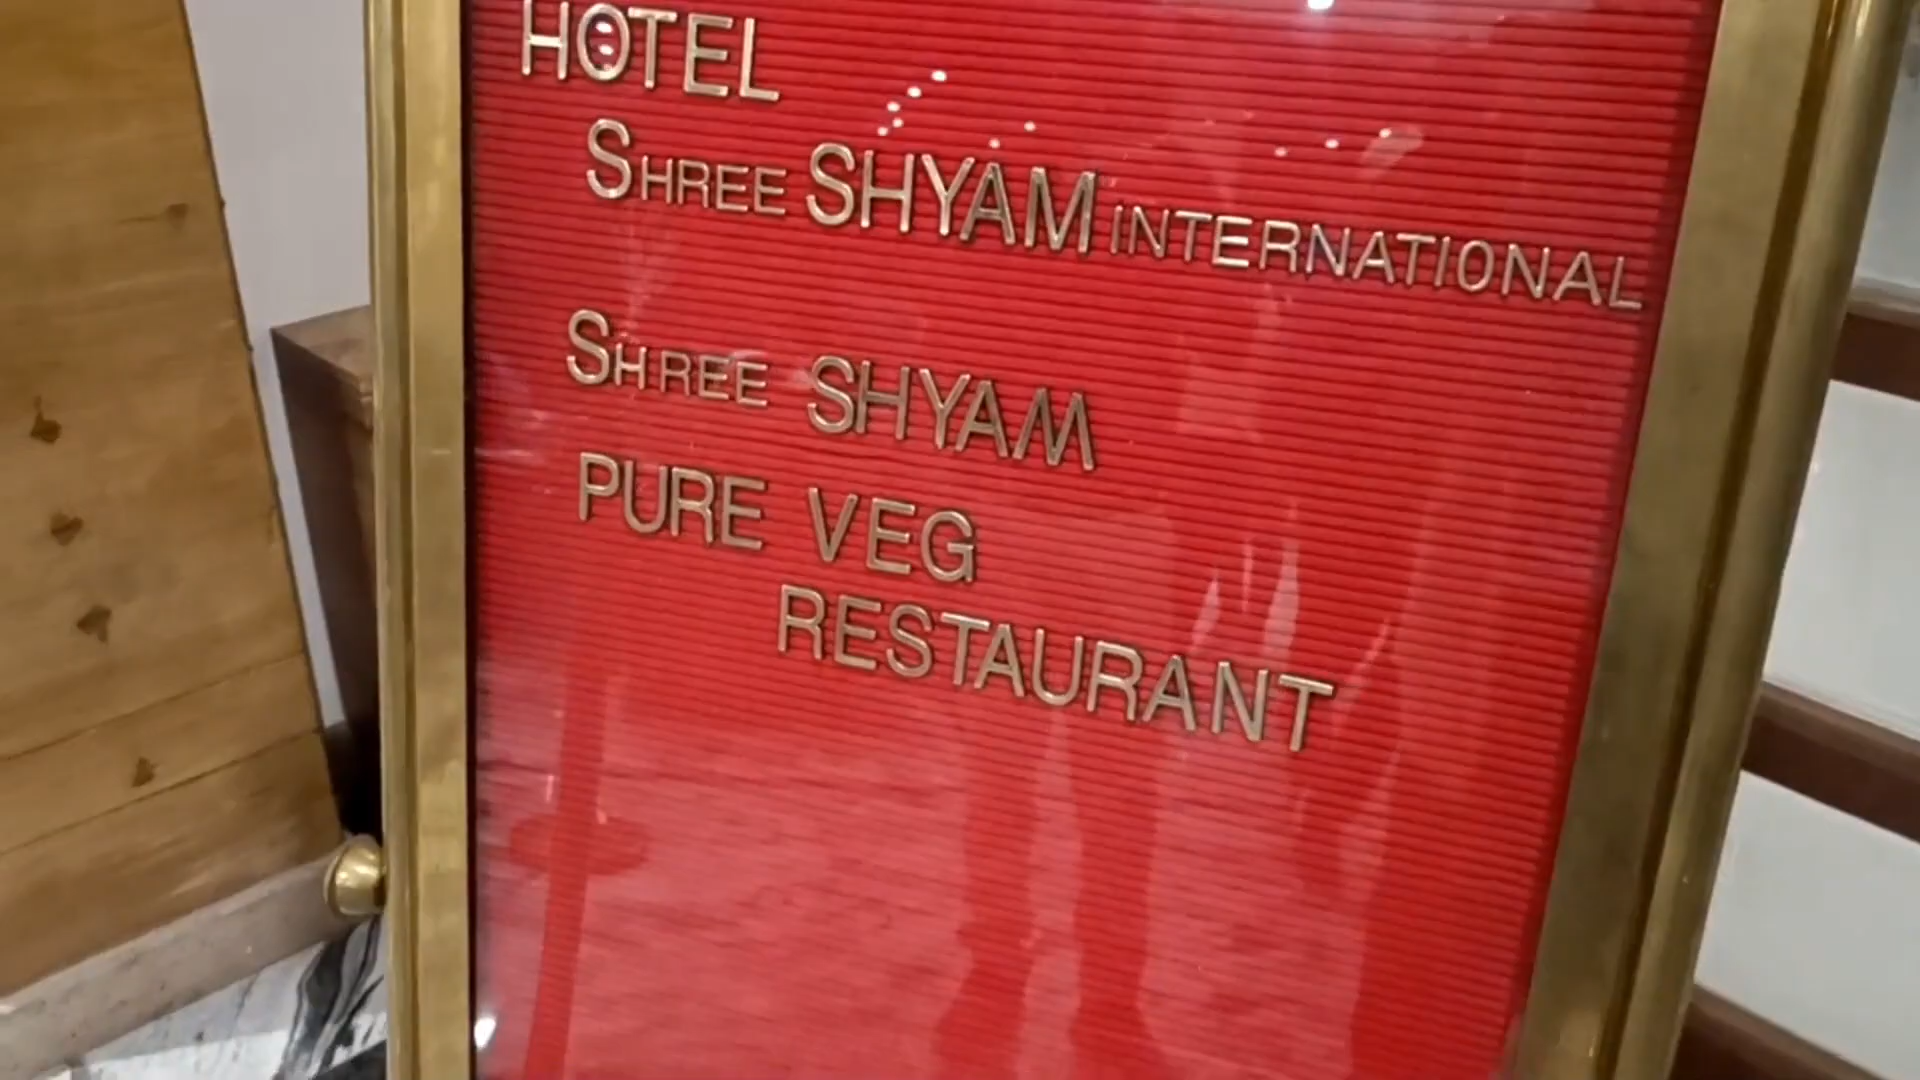 HOTEL
SHREE SHYAM iNTERNATIONAL
SHREE SHYAM
PURE VEG
RESTAURANT